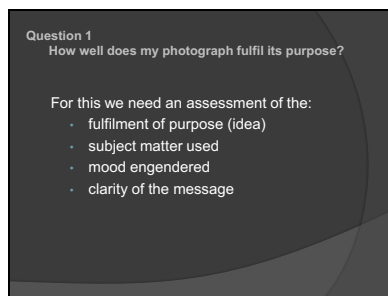 Question 1
How well does my photograph fulfil its purpose?
For this we need an assessment of the:
• fulfilment of purpose (idea)
• subject matter used
• mood engendered
• clarity of the message